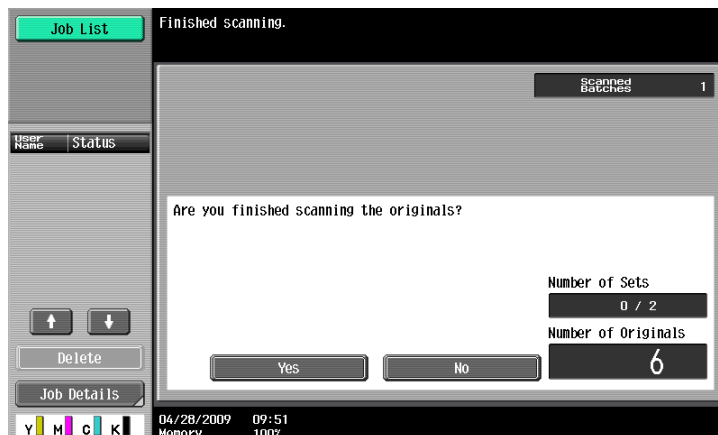 Job List
Finished scanning.
Scanned Batches 1
User Name Status
Are you finished scanning the originals?
Number of Sets
0 / 2
Number of Originals
6
Yes No
Delete
Job Details
Y M C K
04/28/2009 09:51
Memory 100%